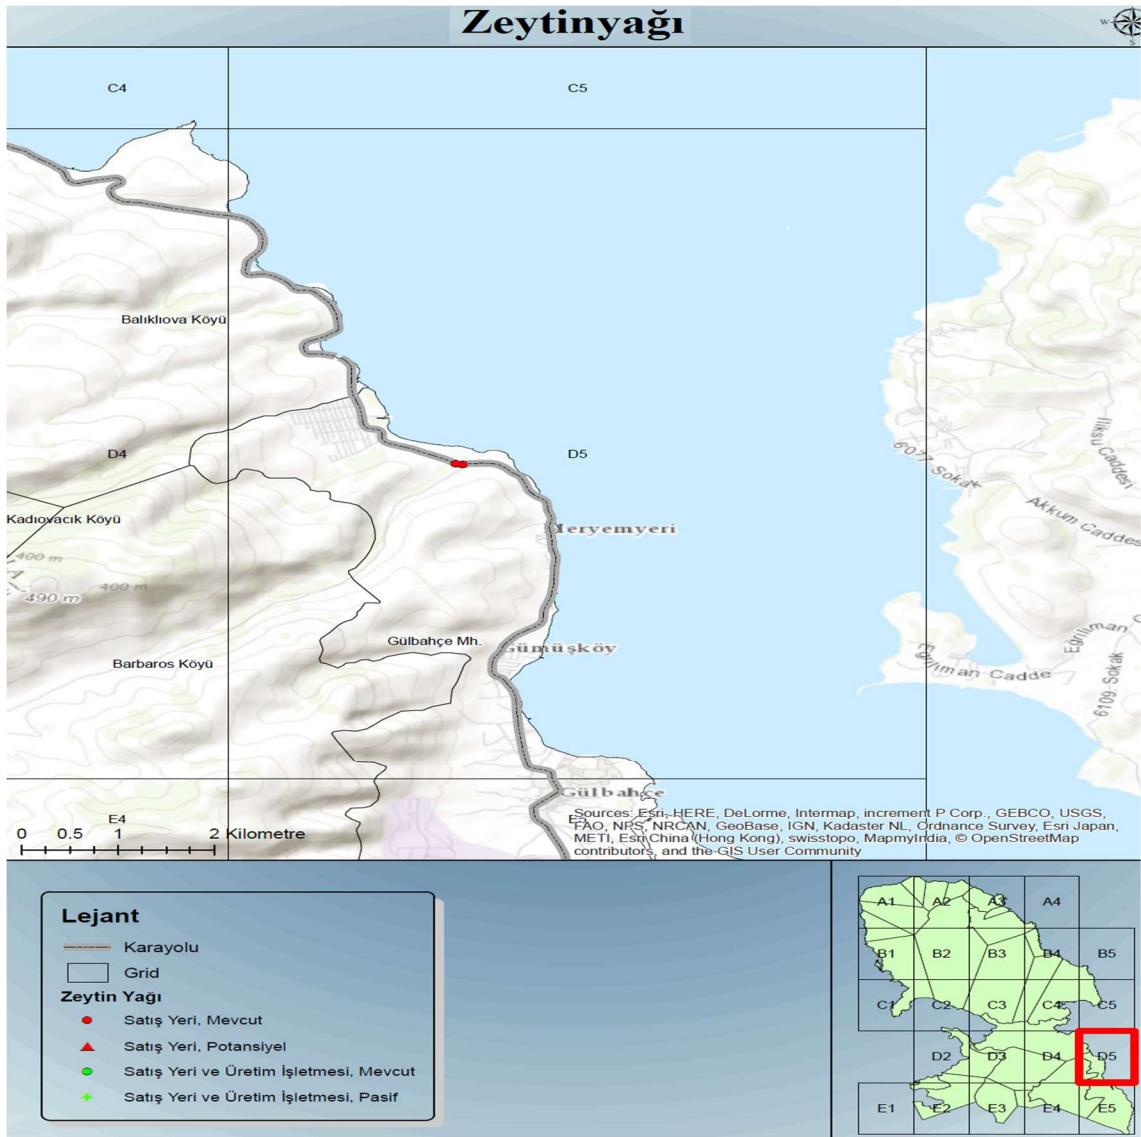 Zeytinyağı
W
S
C4
C5
Balıklıova Köyü
D4
D5
6077 Sokak
İliksu Caddesi
Akkum Caddes
Kadıovacık Köyü
Meryemyeri
400 m
400 m
490 m
Gülbahçe Mh.
Gümüşköy
Barbaros Köyü
Eğriliman Cadde
Eğriliman C
6109 Sokak
Gülbahçe
E4
0 0.5 1 2 Kilometre
Sources: Esri, HERE, DeLorme, Intermap, increment P Corp., GEBCO, USGS,
FAO, NPS, NRCAN, GeoBase, IGN, Kadaster NL, Ordnance Survey, Esri Japan,
METI, Esri China (Hong Kong), swisstopo, MapmyIndia, © OpenStreetMap
contributors, and the GIS User Community
Lejant
Karayolu
Grid
Zeytin Yağı
Satış Yeri, Mevcut
Satış Yeri, Potansiyel
Satış Yeri ve Üretim İşletmesi, Mevcut
Satış Yeri ve Üretim İşletmesi, Pasif
A1 A2 A3 A4
B1 B2 B3 B4 B5
C1 C2 C3 C4 C5
D2 D3 D4 D5
E1 E2 E3 E4 E5